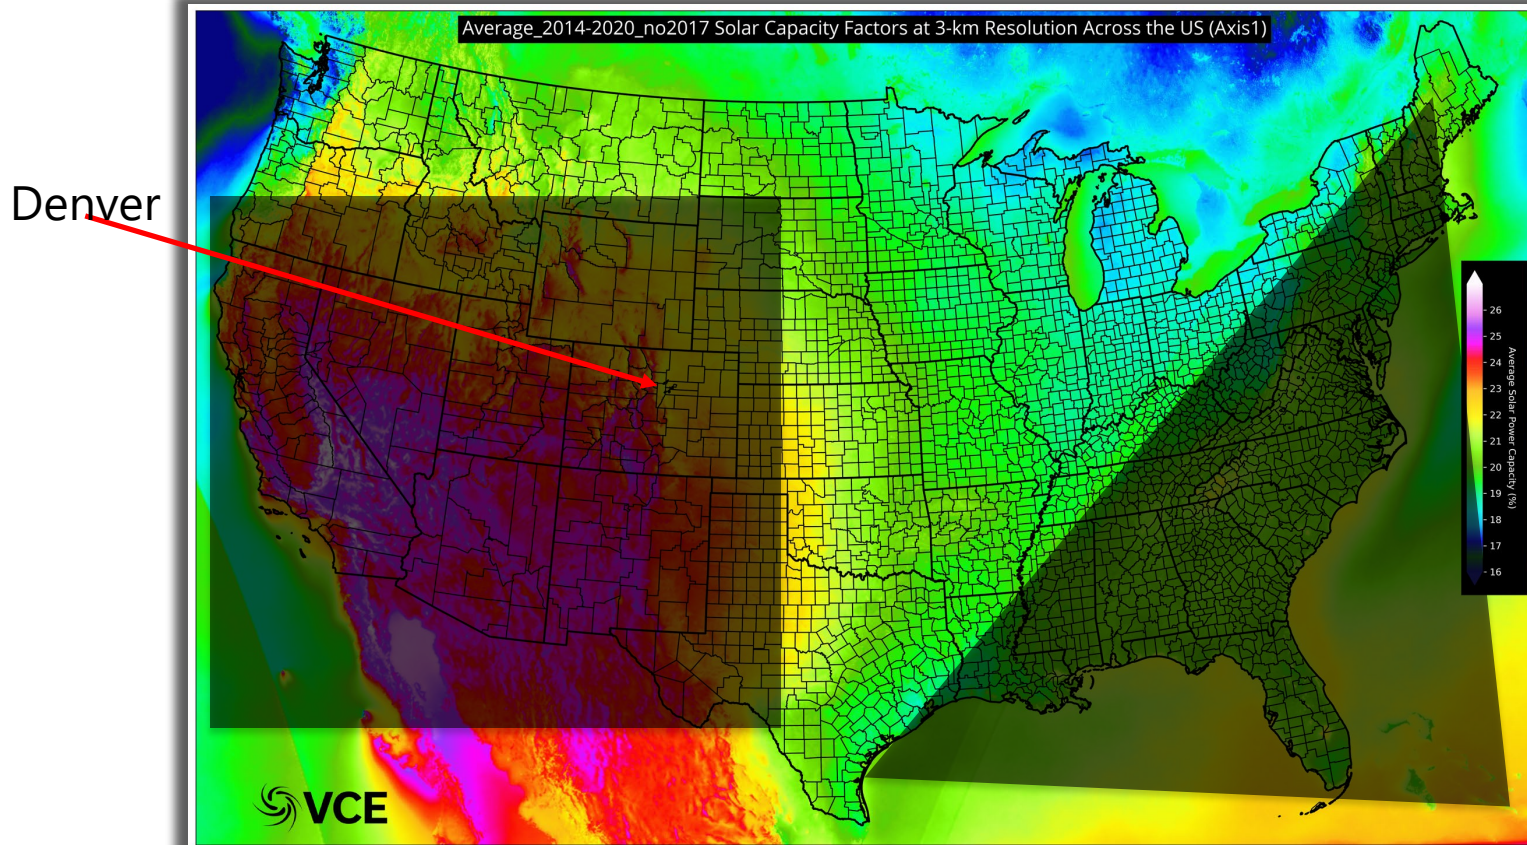 Average_2014-2020_no2017 Solar Capacity Factors at 3-km Resolution Across the US (Axis1)
Denver
26
25
24
23
22
21
20
19
18
17
16
Average Solar Power Capacity (%)
VCE